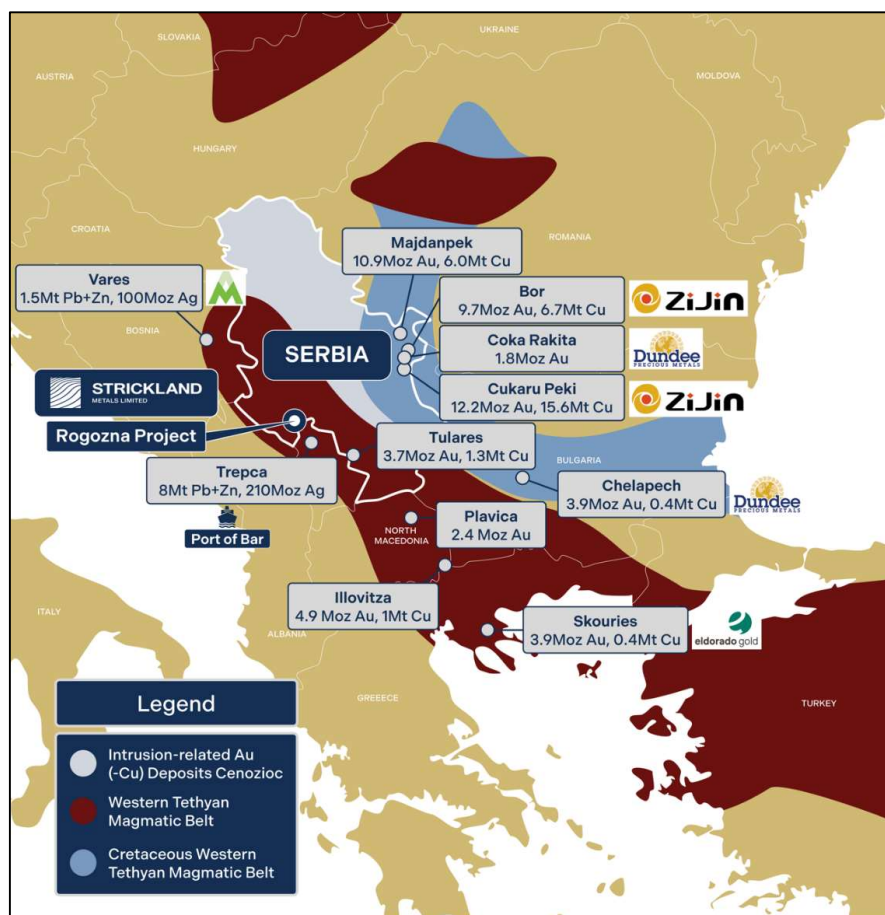 SLOVAKIA
UKRAINE
AUSTRIA
MOLDOVA
HUNGARY
CROATIA
ROMANIA
Majdanpek
10.9Moz Au, 6.0Mt Cu
Vares
1.5Mt Pb+Zn, 100Moz Ag
Bor
9.7Moz Au, 6.7Mt Cu
ZiJin
BOSNIA
SERBIA
Coka Rakita
1.8Moz Au
Dundee
PRECIOUS METALS
STRICKLAND
METALS LIMITED
Cukaru Peki
12.2Moz Au, 15.6Mt Cu
ZiJin
Rogozna Project
Tulares
3.7Moz Au, 1.3Mt Cu
BULGARIA
Trepca
8Mt Pb+Zn, 210Moz Ag
Chelapech
3.9Moz Au, 0.4Mt Cu
Dundee
PRECIOUS METALS
Plavica
2.4 Moz Au
NORTH
MACEDONIA
Port of Bar
Illovitza
4.9 Moz Au, 1Mt Cu
ITALY
ALBANIA
Skouries
3.9Moz Au, 0.4Mt Cu
eldorado gold
GREEECE
TURKEY
Legend
Intrusion-related Au
(-Cu) Deposits Cenozioc
Western Tethyan
Magmatic Belt
Cretaceous Western
Tethyan Magmatic Belt